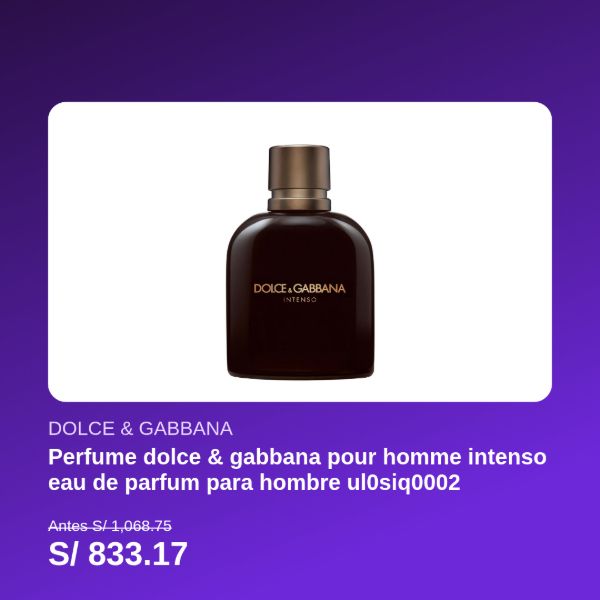 DOLCE & GABBANA
INTENSO
DOLCE & GABBANA
Perfume dolce & gabbana pour homme intenso
eau de parfum para hombre ul0siq0002
Antes S/ 1,068.75
S/ 833.17